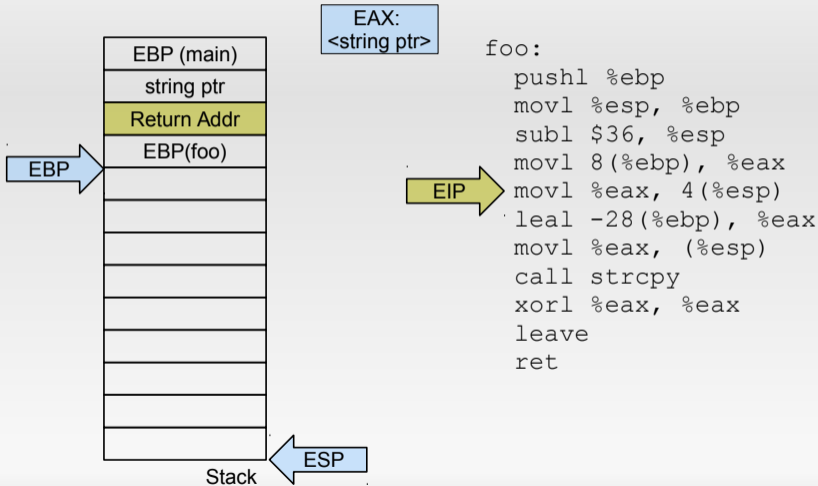 EAX:
<string ptr>
EBP (main)
string ptr
Return Addr
EBP(foo)
EBP
ESP
Stack
EIP
foo:
pushl %ebp
movl %esp, %ebp
subl $36, %esp
movl 8(%ebp), %eax
movl %eax, 4(%esp)
leal -28(%ebp), %eax
movl %eax, (%esp)
call strcpy
xorl %eax, %eax
leave
ret